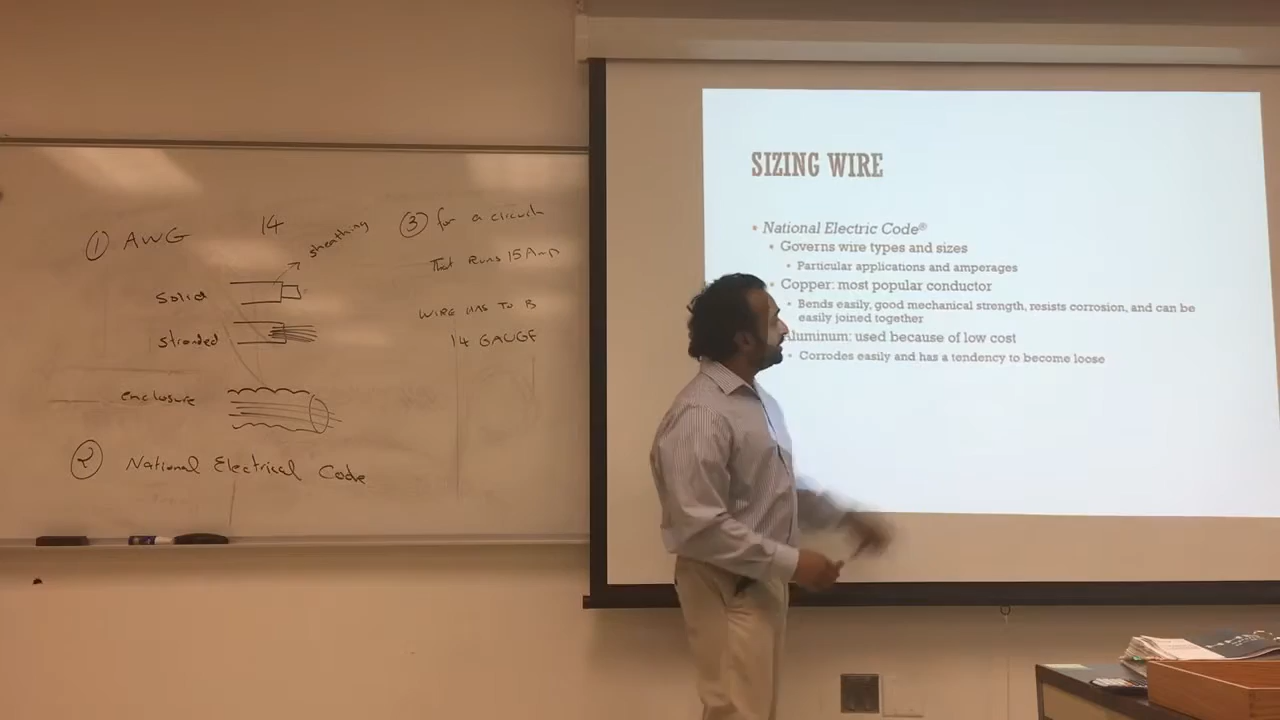 ① AWG 14
sheathing
solid
stranded
enclosure
② National Electrical Code
③ for a circuit
That runs 15 Amp
WIRE HAS TO B
14 GAUGE
SIZING WIRE
National Electric Code®
Governs wire types and sizes
Particular applications and amperages
Copper: most popular conductor
Bends easily, good mechanical strength, resists corrosion, and can be
easily joined together
Aluminum: used because of low cost
Corrodes easily and has a tendency to become loose